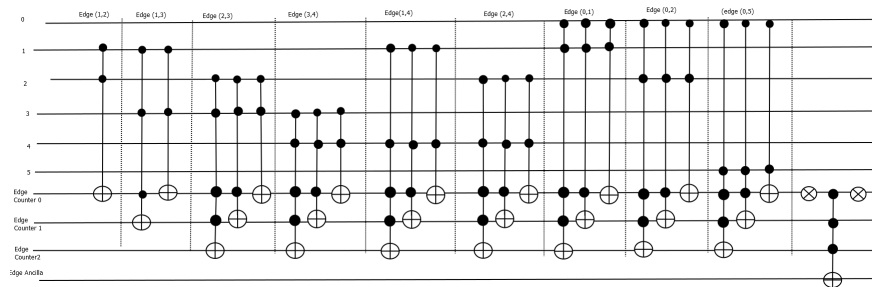 Edge (1,2) Edge (1,3) Edge (2,3) Edge (3,4) Edge(1,4) Edge (2,4) Edge (0,1) Edge (0,2) (edge (0,5)
0
1
2
3
4
5
Edge
Counter 0
Edge
Counter 1
Edge
Counter2
Edge Ancilla